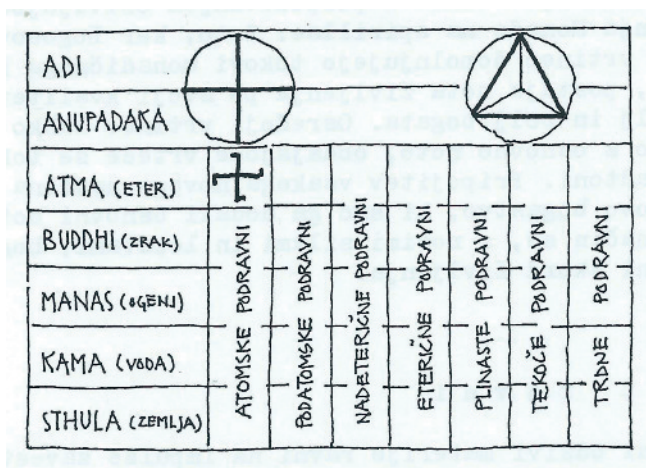 ADI
ANUPADAKA
ATMA (ETER)
BUDDHI (ZRAK)
MANAS (OGENJ)
KAMA (VODA)
STHULA (ZEMLJA)
ATOMSKE PODRAVNI
PODATOMSKE PODRAVNI
NADETERIČNE PODRAVNI
ETERIČNE PODRAVNI
PLINASTE PODRAVNI
TEKOČE PODRAVNI
TRDNE PODRAVNI